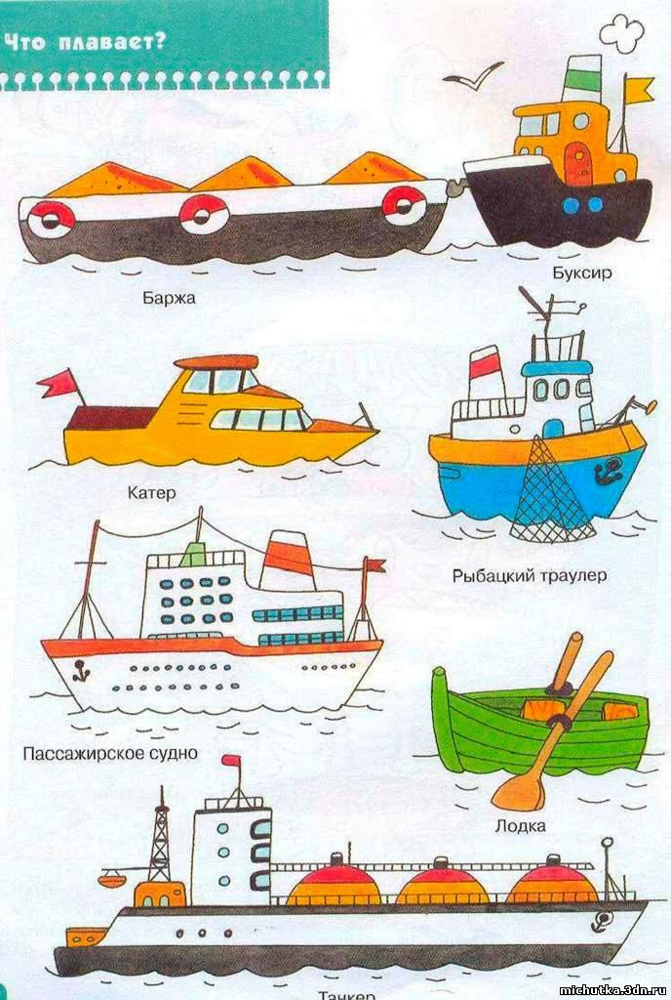 Что плавает?
Буксир
Баржа
Катер
Рыбацкий траулер
Пассажирское судно
Лодка
Танкер
michutka.3dn.ru